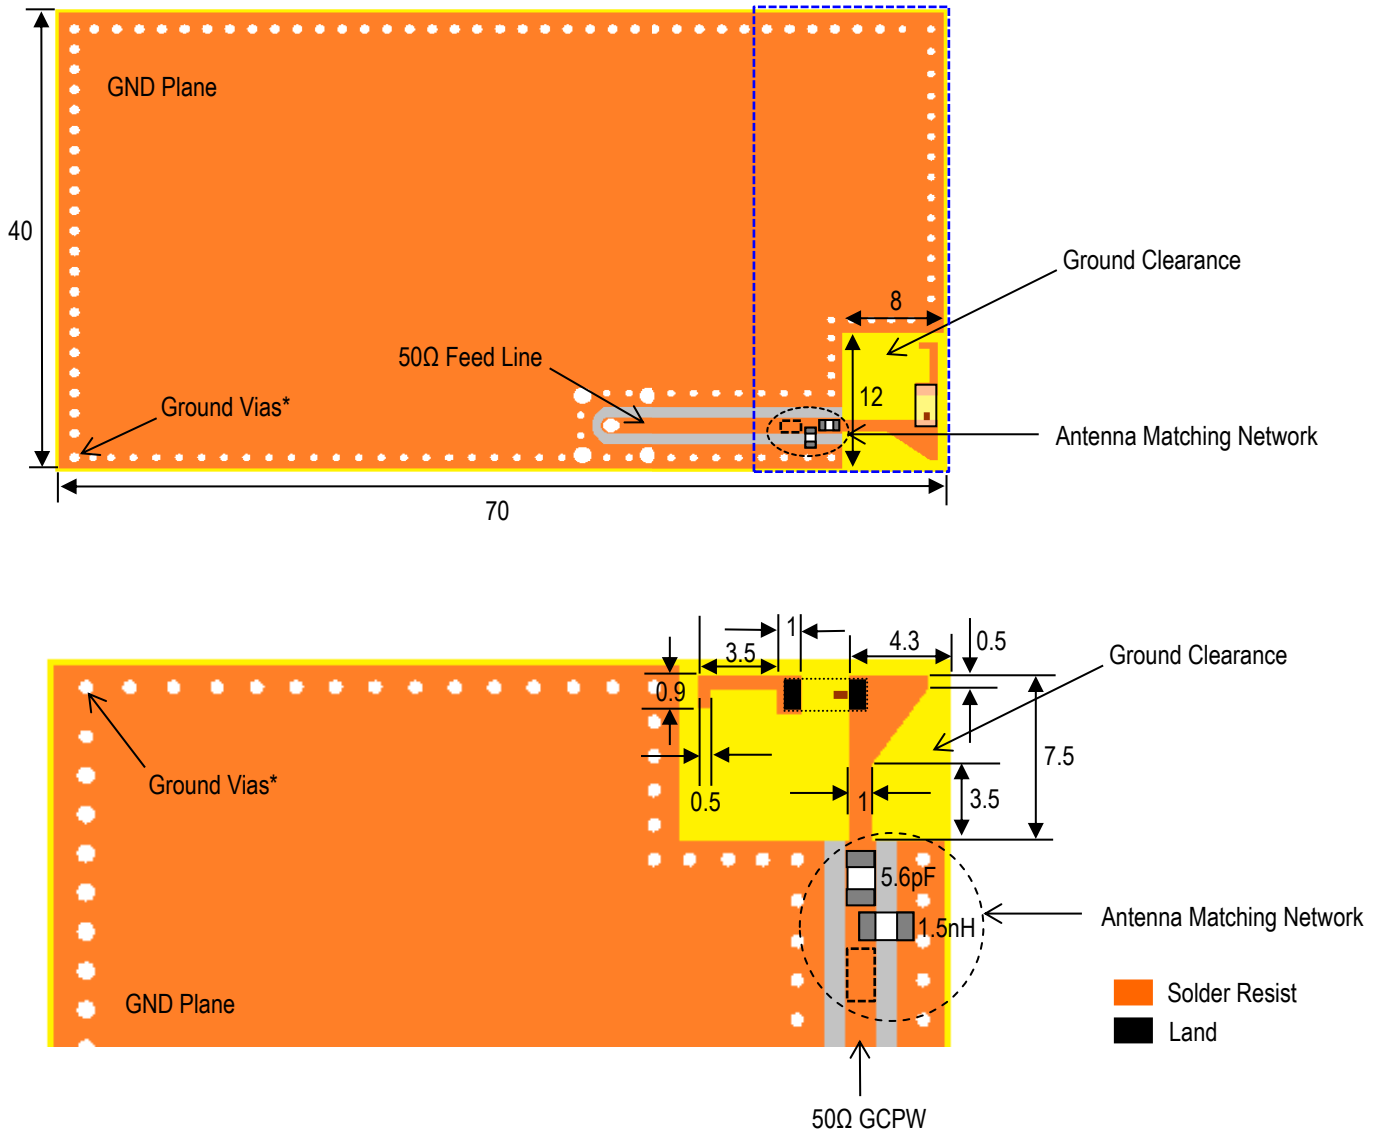 GND Plane
40
Ground Clearance
8
50Ω Feed Line
12
Ground Vias*
Antenna Matching Network
70
1
4.3
0.5
3.5
Ground Clearance
0.9
7.5
Ground Vias*
0.5
1
3.5
5.6pF
1.5nH
Antenna Matching Network
GND Plane
Solder Resist
Land
50Ω GCPW